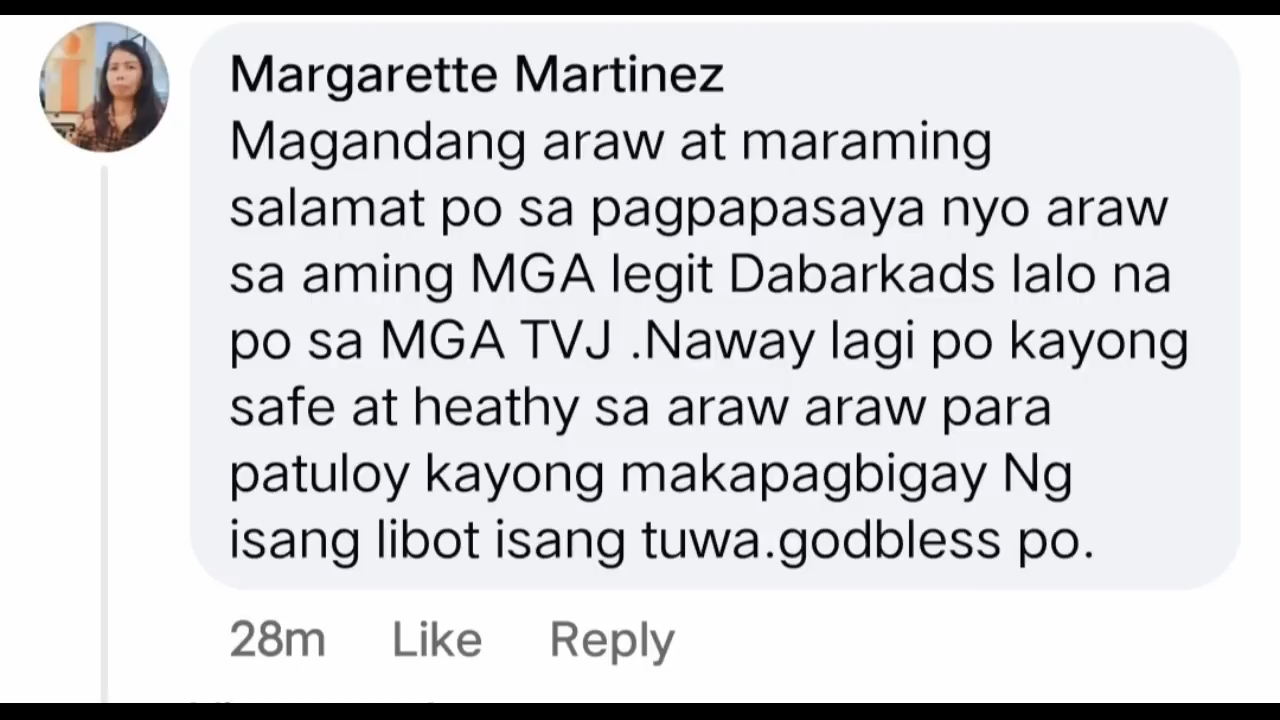 Margarette Martinez
Magandang araw at maraming
salamat po sa pagpapasaya nyo araw
sa aming MGA legit Dabarkads lalo na
po sa MGA TVJ .Naway lagi po kayong
safe at heathy sa araw araw para
patuloy kayong makapagbigay Ng
isang libot isang tuwa.godbless po.
28m Like Reply